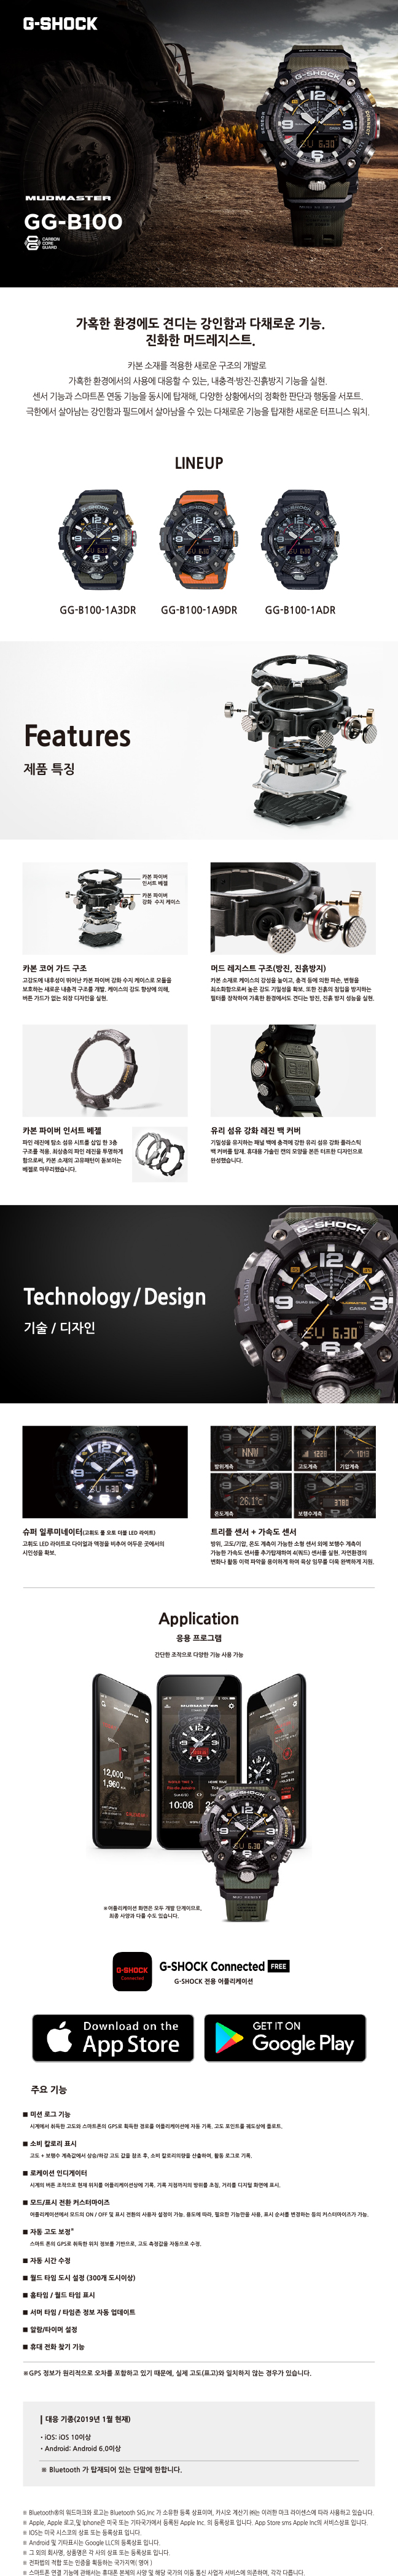 G-SHOCK
MUDMASTER
GG-B100
CARBON
CORE
GUARD
가혹한 환경에도 견디는 강인함과 다채로운 기능.
진화한 머드레지스트.
카본 소재를 적용한 새로운 구조의 개발로
가혹한 환경에서의 사용에 대응할 수 있는, 내충격·방진·진흙방지 기능을 실현.
센서 기능과 스마트폰 연동 기능을 동시에 탑재해, 다양한 상황에서의 정확한 판단과 행동을 서포트.
극한에서 살아남는 강인함과 필드에서 살아남을 수 있는 다채로운 기능을 탑재한 새로운 터프니스 워치.
LINEUP
GG-B100-1A3DR
GG-B100-1A9DR
GG-B100-1ADR
Features
제품 특징
카본 파이버
인서트 베젤
카본 파이버
강화 수지 케이스
카본 코어 가드 구조
고강도에 내후성이 뛰어난 카본 파이버 강화 수지 케이스로 모듈을
보호하는 새로운 내충격 구조를 개발. 케이스의 강도 향상에 의해,
버튼 가드가 없는 외장 디자인을 실현.
머드 레지스트 구조(방진, 진흙방지)
카본 소재로 케이스의 강성을 높이고, 충격 등에 의한 파손, 변형을
최소화함으로써 높은 강도 기밀성을 확보. 또한 진흙의 침입을 방지하는
필터를 장착하여 가혹한 환경에서도 견디는 방진, 진흙 방지 성능을 실현.
카본 파이버 인서트 베젤
파인 레진에 탄소 섬유 시트를 삽입 한 3층
구조를 적용. 최상층의 파인 레진을 투명하게
함으로써, 카본 소재의 고유패턴이 돋보이는
베젤로 마무리했습니다.
유리 섬유 강화 레진 백 커버
기밀성을 유지하는 패널 백에 충격에 강한 유리 섬유 강화 플라스틱
백 커버를 탑재. 휴대용 가솔린 캔의 모양을 본뜬 터프한 디자인으로
완성했습니다.
Technology / Design
기술 / 디자인
방위계측
고도계측
기압계측
온도계측
보행수계측
슈퍼 일루미네이터(고휘도 풀 오토 더블 LED 라이트)
고휘도 LED 라이트로 다이얼과 액정을 비추어 어두운 곳에서의
시인성을 확보.
트리플 센서 + 가속도 센서
방위, 고도/기압, 온도 계측이 가능한 소형 센서 외에 보행수 계측이
가능한 가속도 센서를 추가탑재하여 4(쿼드) 센서를 실현. 자연환경의
변화나 활동 이력 파악을 용이하게 하여 육상 임무를 더욱 완벽하게 지원.
Application
응용 프로그램
간단한 조작으로 다양한 기능 사용 가능
※어플리케이션 화면은 모두 개발 단계이므로,
최종 사양과 다를 수도 있습니다.
G-SHOCK
Connected
G-SHOCK Connected FREE
G-SHOCK 전용 어플리케이션
Download on the
App Store
GET IT ON
Google Play
주요 기능
■ 미션 로그 기능
시계에서 취득한 고도와 스마트폰의 GPS로 획득한 경로를 어플리케이션에 자동 기록. 고도 포인트를 궤도상에 플로트.
■ 소비 칼로리 표시
고도 + 보행수 계측값에서 상승/하강 고도 값을 참조 후, 소비 칼로리의양을 산출하여, 활동 로그로 기록.
■ 로케이션 인디케이터
시계의 버튼 조작으로 현재 위치를 어플리케이션상에 기록. 기록 지점까지의 방위를 초침, 거리를 디지털 화면에 표시.
■ 모드/표시 전환 커스터마이즈
어플리케이션에서 모드의 ON / OFF 및 표시 전환의 사용자 설정이 가능. 용도에 따라, 필요한 기능만을 사용, 표시 순서를 변경하는 등의 커스터마이즈가 가능.
■ 자동 고도 보정※
스마트 폰의 GPS로 취득한 위치 정보를 기반으로, 고도 측정값을 자동으로 수정.
■ 자동 시간 수정
■ 월드 타임 도시 설정 (300개 도시이상)
■ 홈타임 / 월드 타임 표시
■ 서머 타임 / 타임존 정보 자동 업데이트
■ 알람/타이머 설정
■ 휴대 전화 찾기 기능
※GPS 정보가 원리적으로 오차를 포함하고 있기 때문에, 실제 고도(표고)와 일치하지 않는 경우가 있습니다.
대응 기종(2019년 1월 현재)
• iOS: iOS 10이상
• Android: Android 6.0이상
※ Bluetooth 가 탑재되어 있는 단말에 한합니다.
※ Bluetooth®의 워드마크와 로고는 Bluetooth SIG,Inc 가 소유한 등록 상표이며, 카시오 계산기 ㈜는 이러한 마크 라이센스에 따라 사용하고 있습니다.
※ Apple, Apple 로고,및 Iphone은 미국 또는 기타국가에서 등록된 Apple Inc. 의 등록상표 입니다. App Store sms Apple Inc의 서비스상표 입니다.
※ IOS는 미국 시스코의 상표 또는 등록상표 입니다.
※ Android 및 기타표시는 Google LLC의 등록상표 입니다.
※ 그 외의 회사명, 상품명은 각 사의 상표 또는 등록상표 입니다.
※ 전파법의 적합 또는 인증을 획득하는 국가지역( 영어 )
※ 스마트폰 연결 기능에 관해서는 휴대폰 본체의 사양 및 해당 국가의 이동 통신 사업자 서비스에 의존하며, 각각 다릅니다.